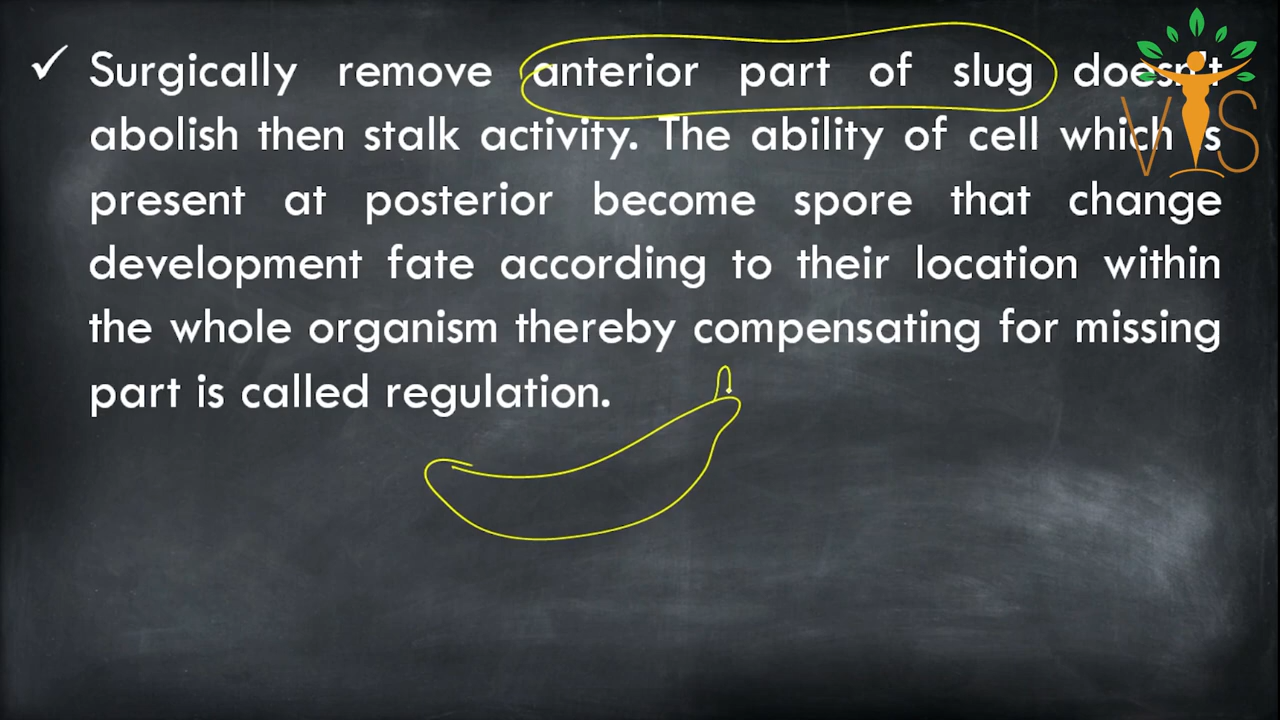 ✓ Surgically remove anterior part of slug doesn't
abolish then stalk activity. The ability of cell which is
present at posterior become spore that change
development fate according to their location within
the whole organism thereby compensating for missing
part is called regulation.
VIS